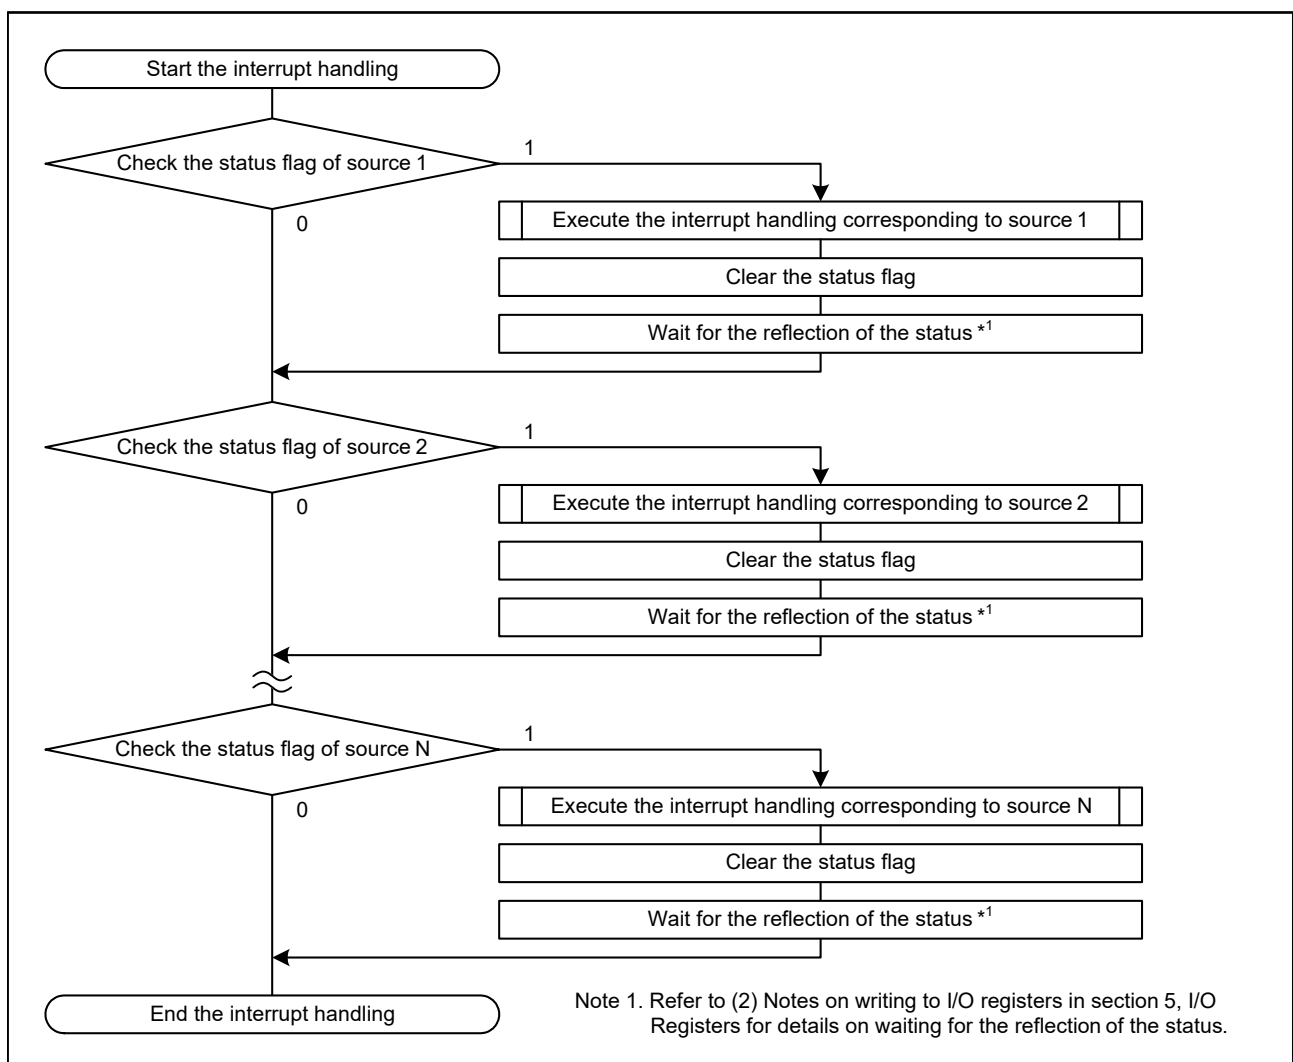 Start the interrupt handling
Check the status flag of source 1
1
0
Execute the interrupt handling corresponding to source 1
Clear the status flag
Wait for the reflection of the status *1
Check the status flag of source 2
1
0
Execute the interrupt handling corresponding to source 2
Clear the status flag
Wait for the reflection of the status *1
Check the status flag of source N
1
0
Execute the interrupt handling corresponding to source N
Clear the status flag
Wait for the reflection of the status *1
End the interrupt handling
Note 1. Refer to (2) Notes on writing to I/O registers in section 5, I/O
Registers for details on waiting for the reflection of the status.